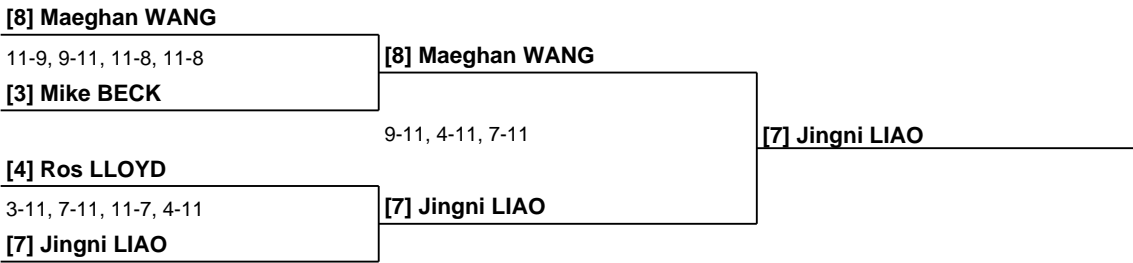 [8] Maeghan WANG
11-9, 9-11, 11-8, 11-8
[8] Maeghan WANG
[3] Mike BECK
9-11, 4-11, 7-11
[7] Jingni LIAO
[4] Ros LLOYD
3-11, 7-11, 11-7, 4-11
[7] Jingni LIAO
[7] Jingni LIAO